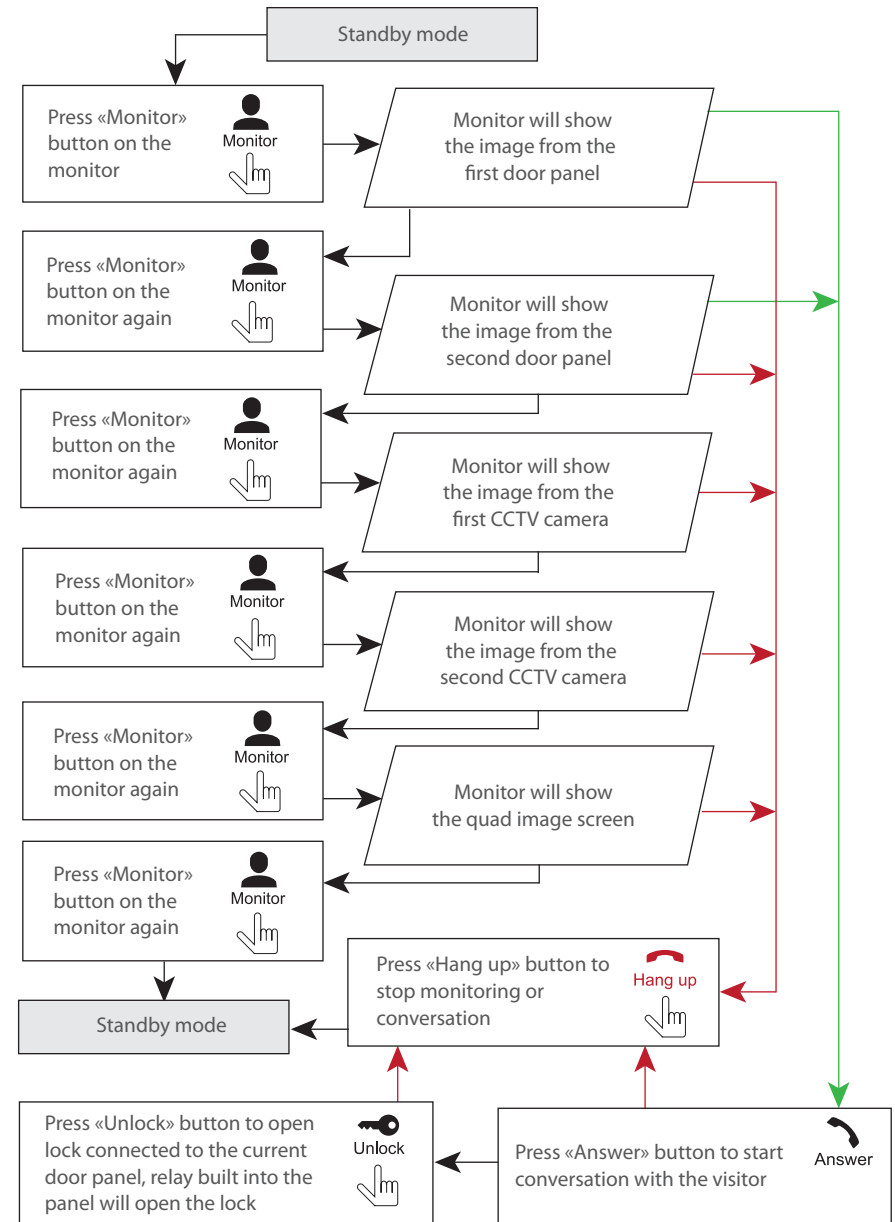 Standby mode
Press «Monitor»
button on the
monitor
Monitor
Monitor will show
the image from the
first door panel
Press «Monitor»
button on the
monitor again
Monitor
Monitor will show
the image from the
second door panel
Press «Monitor»
button on the
monitor again
Monitor
Monitor will show
the image from the
first CCTV camera
Press «Monitor»
button on the
monitor again
Monitor
Monitor will show
the image from the
second CCTV camera
Press «Monitor»
button on the
monitor again
Monitor
Monitor will show
the quad image screen
Press «Monitor»
button on the
monitor again
Monitor
Press «Hang up» button to
stop monitoring or
conversation
Hang up
Standby mode
Press «Unlock» button to open
lock connected to the current
door panel, relay built into the
panel will open the lock
Unlock
Press «Answer» button to start
conversation with the visitor
Answer